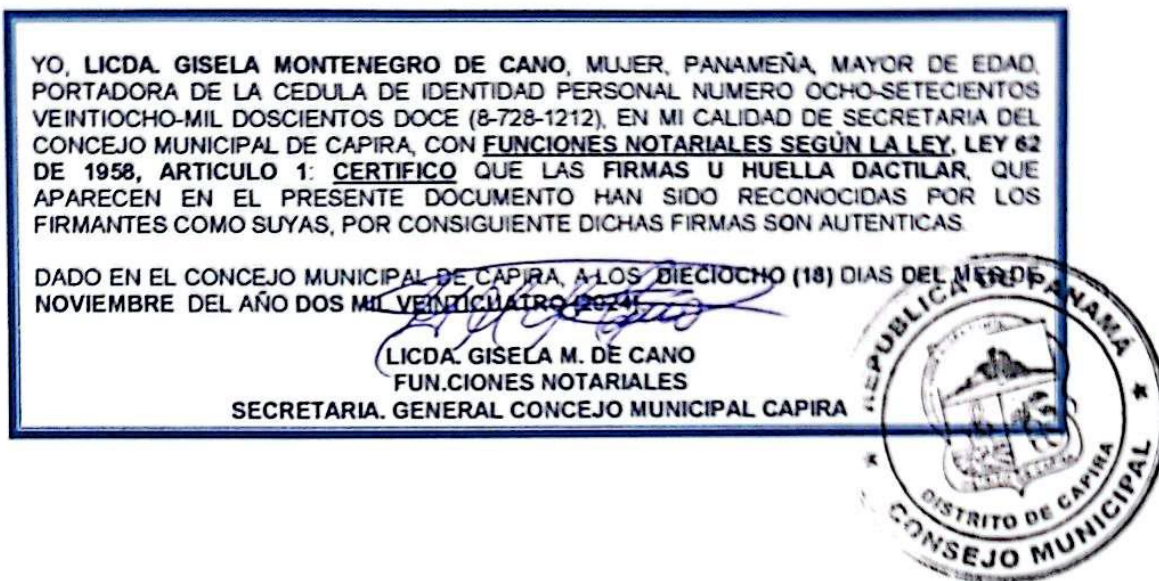 YO, LICDA. GISELA MONTENEGRO DE CANO, MUJER, PANAMEÑA, MAYOR DE EDAD,
PORTADORA DE LA CEDULA DE IDENTIDAD PERSONAL NUMERO OCHO-SETECIENTOS
VEINTIOCHO-MIL DOSCIENTOS DOCE (8-728-1212), EN MI CALIDAD DE SECRETARIA DEL
CONCEJO MUNICIPAL DE CAPIRA, CON FUNCIONES NOTARIALES SEGÚN LA LEY, LEY 62
DE 1958, ARTICULO 1: CERTIFICO QUE LAS FIRMAS U HUELLA DACTILAR, QUE
APARECEN EN EL PRESENTE DOCUMENTO HAN SIDO RECONOCIDAS POR LOS
FIRMANTES COMO SUYAS, POR CONSIGUIENTE DICHAS FIRMAS SON AUTENTICAS.
DADO EN EL CONCEJO MUNICIPAL DE CAPIRA, A LOS DIECIOCHO (18) DIAS DEL MES DE
NOVIEMBRE DEL AÑO DOS MIL VEINTICUATRO (2024)
LICDA. GISELA M. DE CANO
FUN.CIONES NOTARIALES
SECRETARIA. GENERAL CONCEJO MUNICIPAL CAPIRA
REPUBLICA DE PANAMA
DISTRITO DE CAPIRA
CONSEJO MUNICIPAL